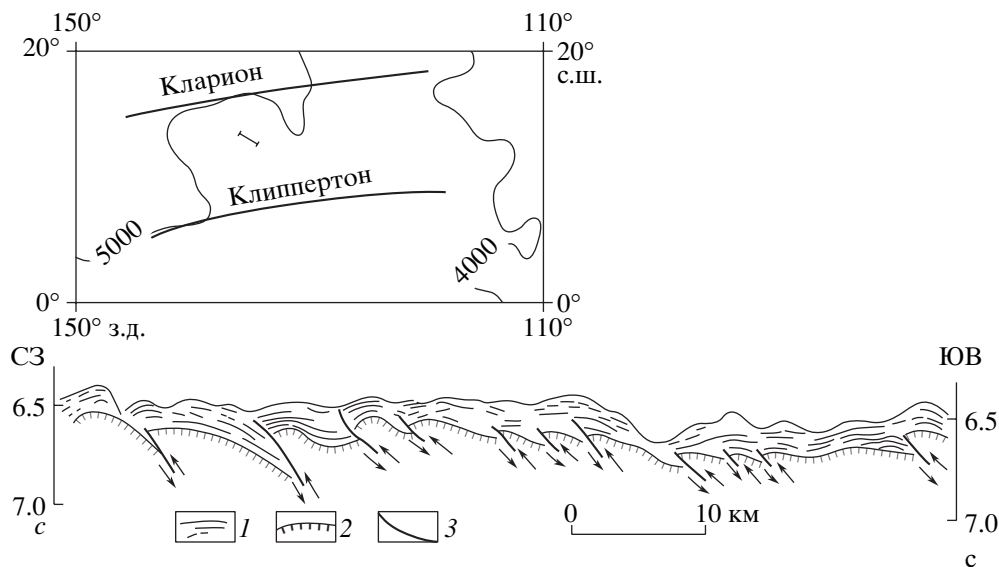 150° 110°
20° 20°
с.ш.
Кларион
Клиппертон
5000 4000
0° 0°
150° з.д. 110°
СЗ ЮВ
6.5 6.5
7.0 7.0
с с
1 2 3 0 10 км